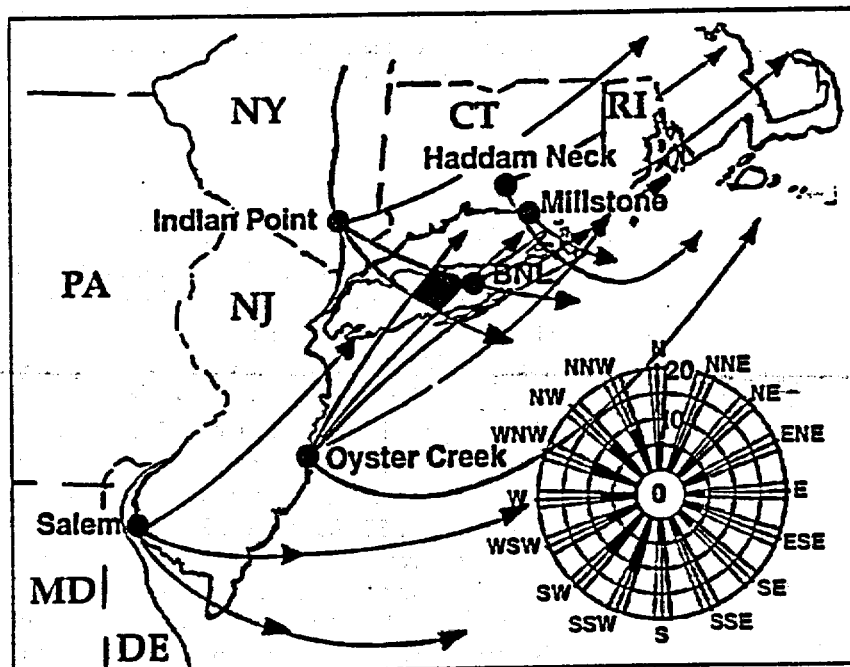 NY
CT
RI
Haddam Neck
Indian Point
Millstone
PA
NJ
BNL
Oyster Creek
Salem
MD
DE
N
NNW
NNE
NW
NE
WNW
ENE
W
E
WSW
ESE
SW
SE
SSW
SSE
S
20
10
0